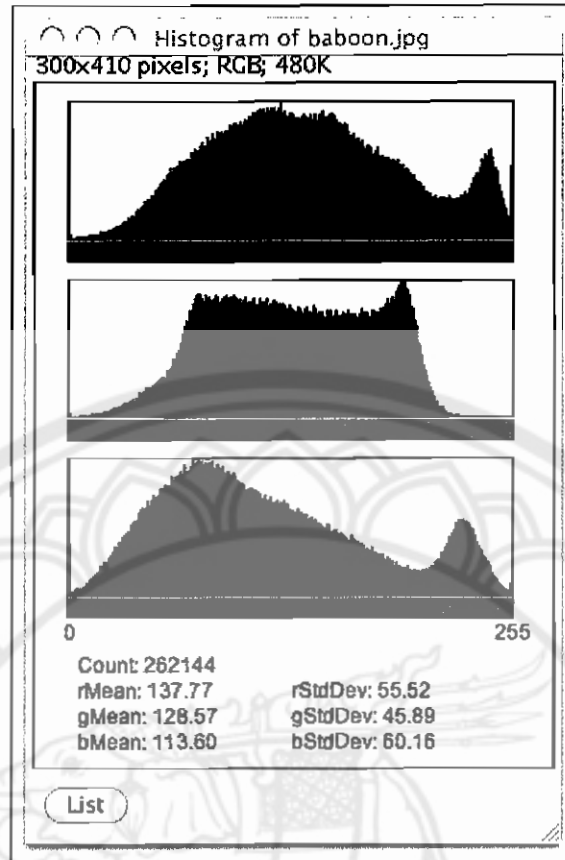 Histogram of baboon.jpg
300x410 pixels; RGB; 480K
0 255
Count: 262144
rMean: 137.77 rStdDev: 55.52
gMean: 128.57 gStdDev: 45.89
bMean: 113.60 bStdDev: 60.16
List